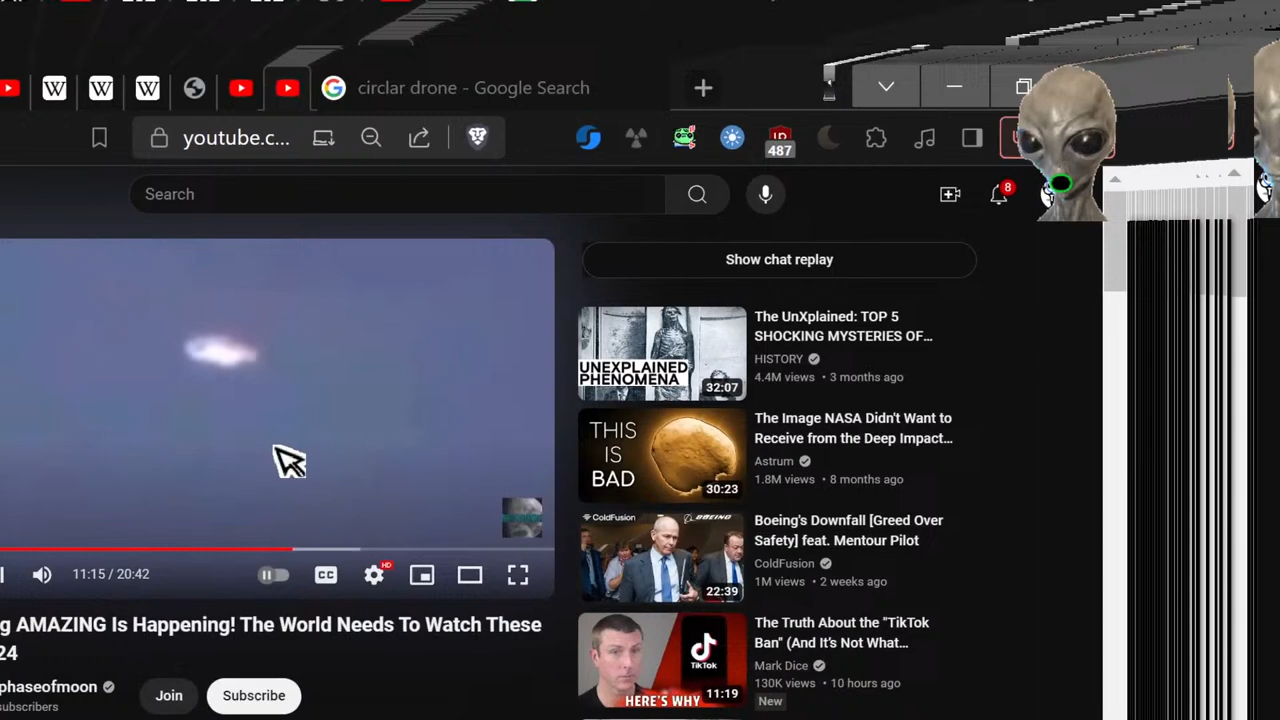 circlar drone - Google Search
youtube.c...
487
Search
8
Show chat replay
UNEXPLAINED
PHENOMENA
32:07
The UnXplained: TOP 5
SHOCKING MYSTERIES OF...
HISTORY
4.4M views • 3 months ago
THIS
IS
BAD
30:23
The Image NASA Didn't Want to
Receive from the Deep Impact...
Astrum
1.8M views • 8 months ago
ColdFusion
BOEING
22:39
Boeing's Downfall [Greed Over
Safety] feat. Mentour Pilot
ColdFusion
1M views • 2 weeks ago
TikTok
HERE'S WHY
11:19
The Truth About the "TikTok
Ban" (And It's Not What...
Mark Dice
130K views • 10 hours ago
New
11:15 / 20:42
CC
HD
g AMAZING Is Happening! The World Needs To Watch These
24
phaseofmoon
subscribers
Join
Subscribe